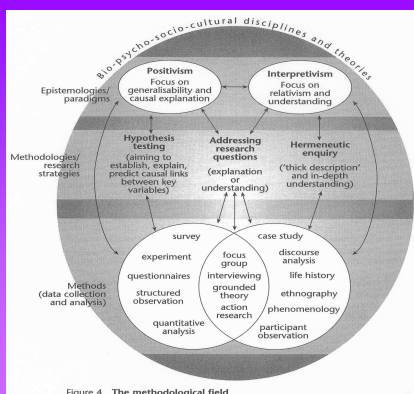 Bio-psycho-socio-cultural disciplines and theories
Epistemologies/
paradigms
Positivism
Focus on
generalisability and
causal explanation
Interpretivism
Focus on
relativism and
understanding
Methodologies/
research
strategies
Hypothesis
testing
(aiming to
establish, explain,
predict causal links
between key
variables)
Addressing
research
questions
(explanation
or
understanding)
Hermeneutic
enquiry
('thick description'
and in-depth
understanding)
Methods
(data collection
and analysis)
survey
experiment
questionnaires
structured
observation
quantitative
analysis
focus
group
interviewing
grounded
theory
action
research
case study
discourse
analysis
life history
ethnography
phenomenology
participant
observation
Figure 4 The methodological field